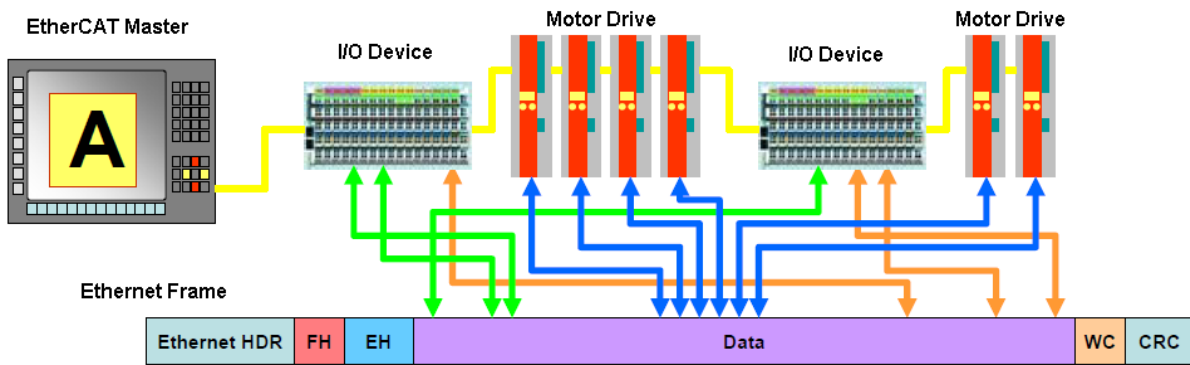 EtherCAT Master
I/O Device
Motor Drive
I/O Device
Motor Drive
A
Ethernet Frame
Ethernet HDR
FH
EH
Data
WC
CRC